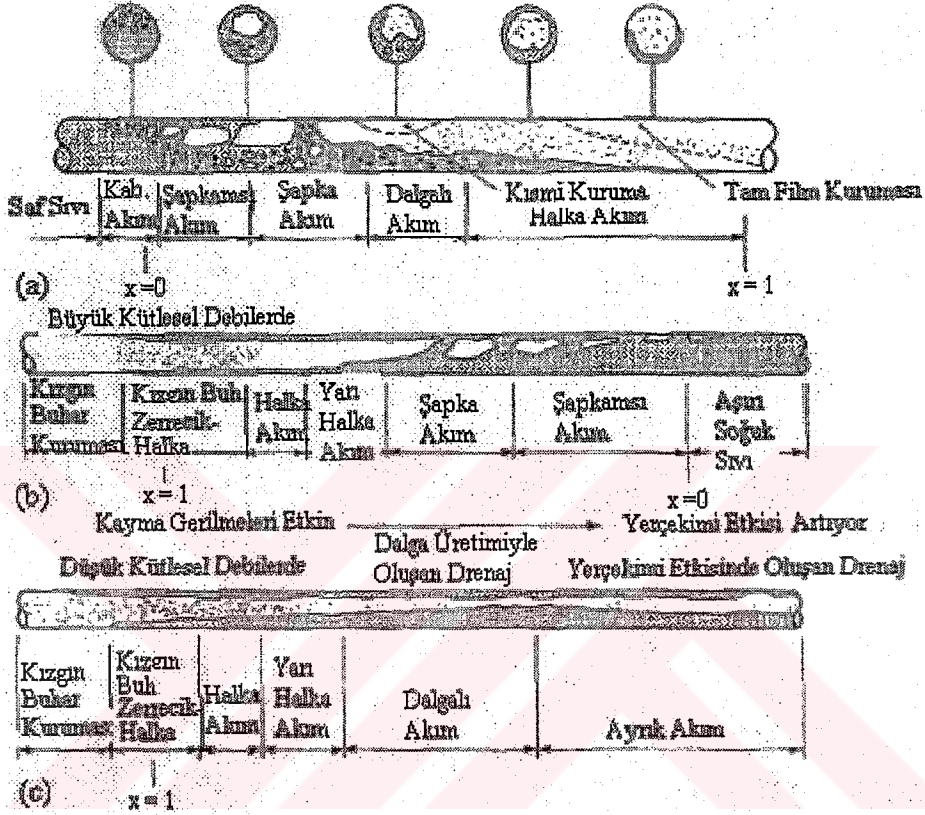 Saf Sıvı
Kab. Akım
Şapkamsı Akım
Şapka Akım
Dalgalı Akım
Kısmi Kuruma Halka Akım
Tam Film Kuruması
(a)
x=0
x = 1
Büyük Kütlesel Debilerde
Kızgın Buhar Kuruması
Kızgın Buh Zerrecik-Halka
Halka Akım
Yarı Halka Akım
Şapka Akım
Şapkamsı Akım
Aşırı Soğuk Sıvı
(b)
x = 1
x=0
Kayma Gerilmeleri Etkin
Yerçekimi Etkisi Artıyor
Dalga Üretimiyle Oluşan Drenaj
Düşük Kütlesel Debilerde
Yerçekimi Etkisinde Oluşan Drenaj
Kızgın Buhar Kuruması
Kızgın Buh Zerrecik Halka
Halka Akım
Yarı Halka Akım
Dalgalı Akım
Ayrık Akım
(c)
x = 1